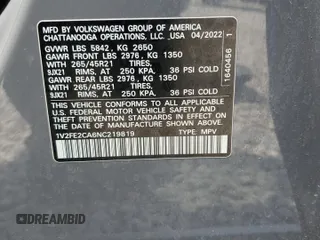 MFD BY VOLKSWAGEN GROUP OF AMERICA
CHATTANOOGA OPERATIONS, LLC. ,USA 04/2022
GVWR LBS 5842, KG 2650
GAWR FRONT LBS 2976, KG 1350
WITH 265/45R21 TIRES,
9JX21 RIMS, AT 250 KPA, 36 PSI COLD
GAWR REAR LBS 2976, KG 1350
WITH 265/45R21 TIRES,
9JX21 RIMS, AT 250 KPA, 36 PSI COLD
THIS VEHICLE CONFORMS TO ALL APPLICABLE
U.S. FEDERAL MOTOR VEHICLE SAFETY BUMPER
AND THEFT PREVENTION STANDARDS IN EFFECT
ON THE DATE OF MANUFACTURE SHOWN ABOVE.
1V2FE2CA6NC219819 TYPE: MPV
1640456 1
DREAMBID